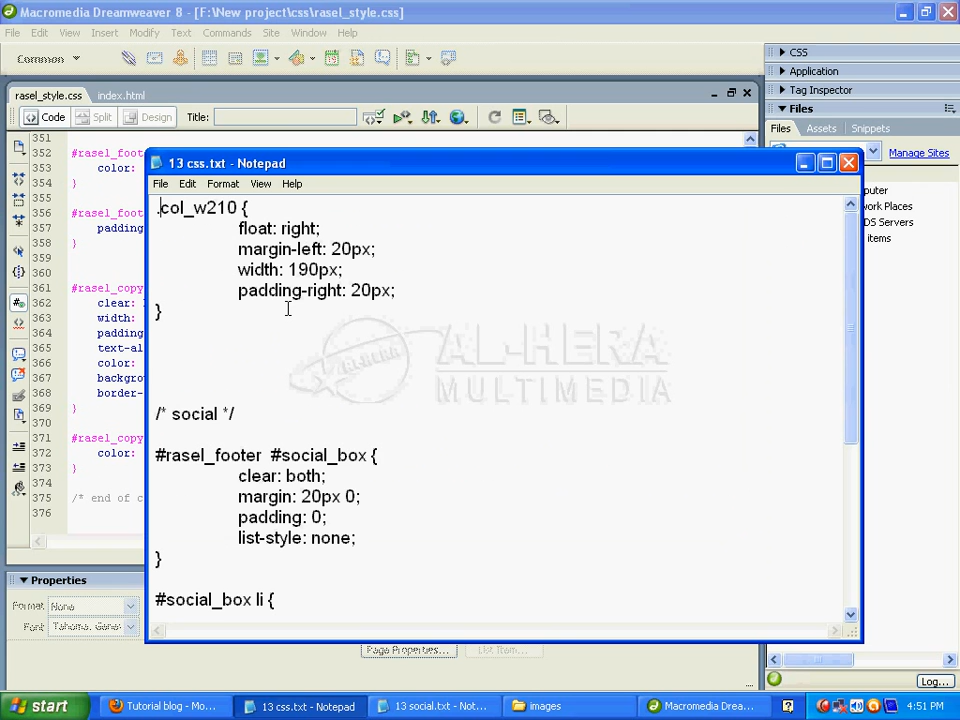 Macromedia Dreamweaver 8 - [F:\New project\css\rasel_style.css]
File Edit View Insert Modify Text Commands Site Window Help
Common
CSS
Application
Tag Inspector
Files
Files Assets Snippets
Manage Sites
rasel_style.css index.html
Code Split Design Title:
351
352 #rasel_foot
353 color:
354 }
356 #rasel_foot
357 padding
358 }
361 #rasel_copy
362 clear:
363 width:
364 padding
365 text-al
366 color:
367 backgrou
368 border-
369 }
371 #rasel_copy
372 color:
373 }
375 /* end of c
376
13 css.txt - Notepad
File Edit Format View Help
.col_w210 {
float: right;
margin-left: 20px;
width: 190px;
padding-right: 20px;
}
AL-HERA
MULTIMEDIA
/* social */
#rasel_footer #social_box {
clear: both;
margin: 20px 0;
padding: 0;
list-style: none;
}
#social_box li {
puter
work Places
DS Servers
items
Properties
Format None
Font Tahoma, Genev
Page Properties... List Item...
Log...
start Tutorial blog - Mo... 13 css.txt - Notepad 13 social.txt - Not... images Macromedia Drea... 4:51 PM